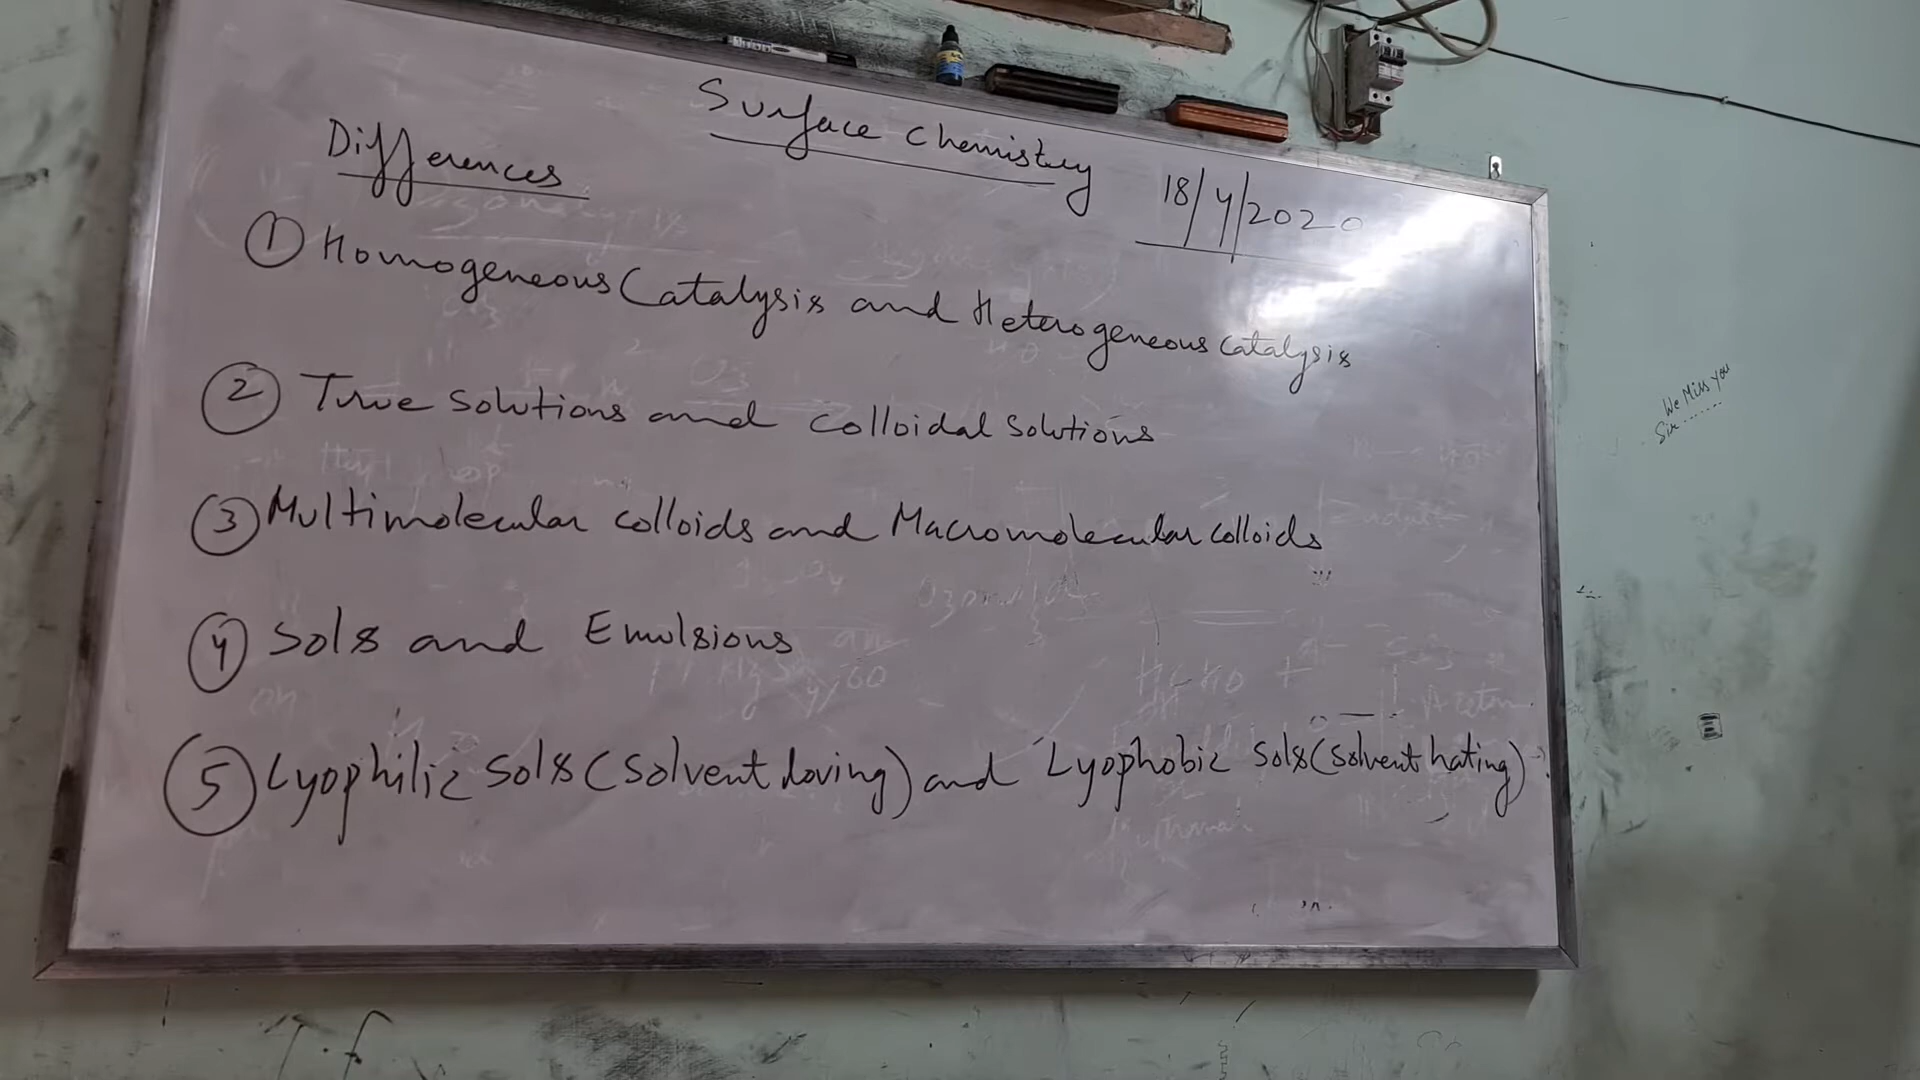 Surface Chemistry
Differences
18/4/2020
① Homogeneous Catalysis and Heterogeneous Catalysis
② True Solutions and Colloidal Solutions
③ Multimolecular colloids and Macromolecular colloids
④ Sols and Emulsions
⑤ Lyophilic Sols (Solvent loving) and Lyophobic Sols (Solvent hating)
We Miss you
Sir......
T.f